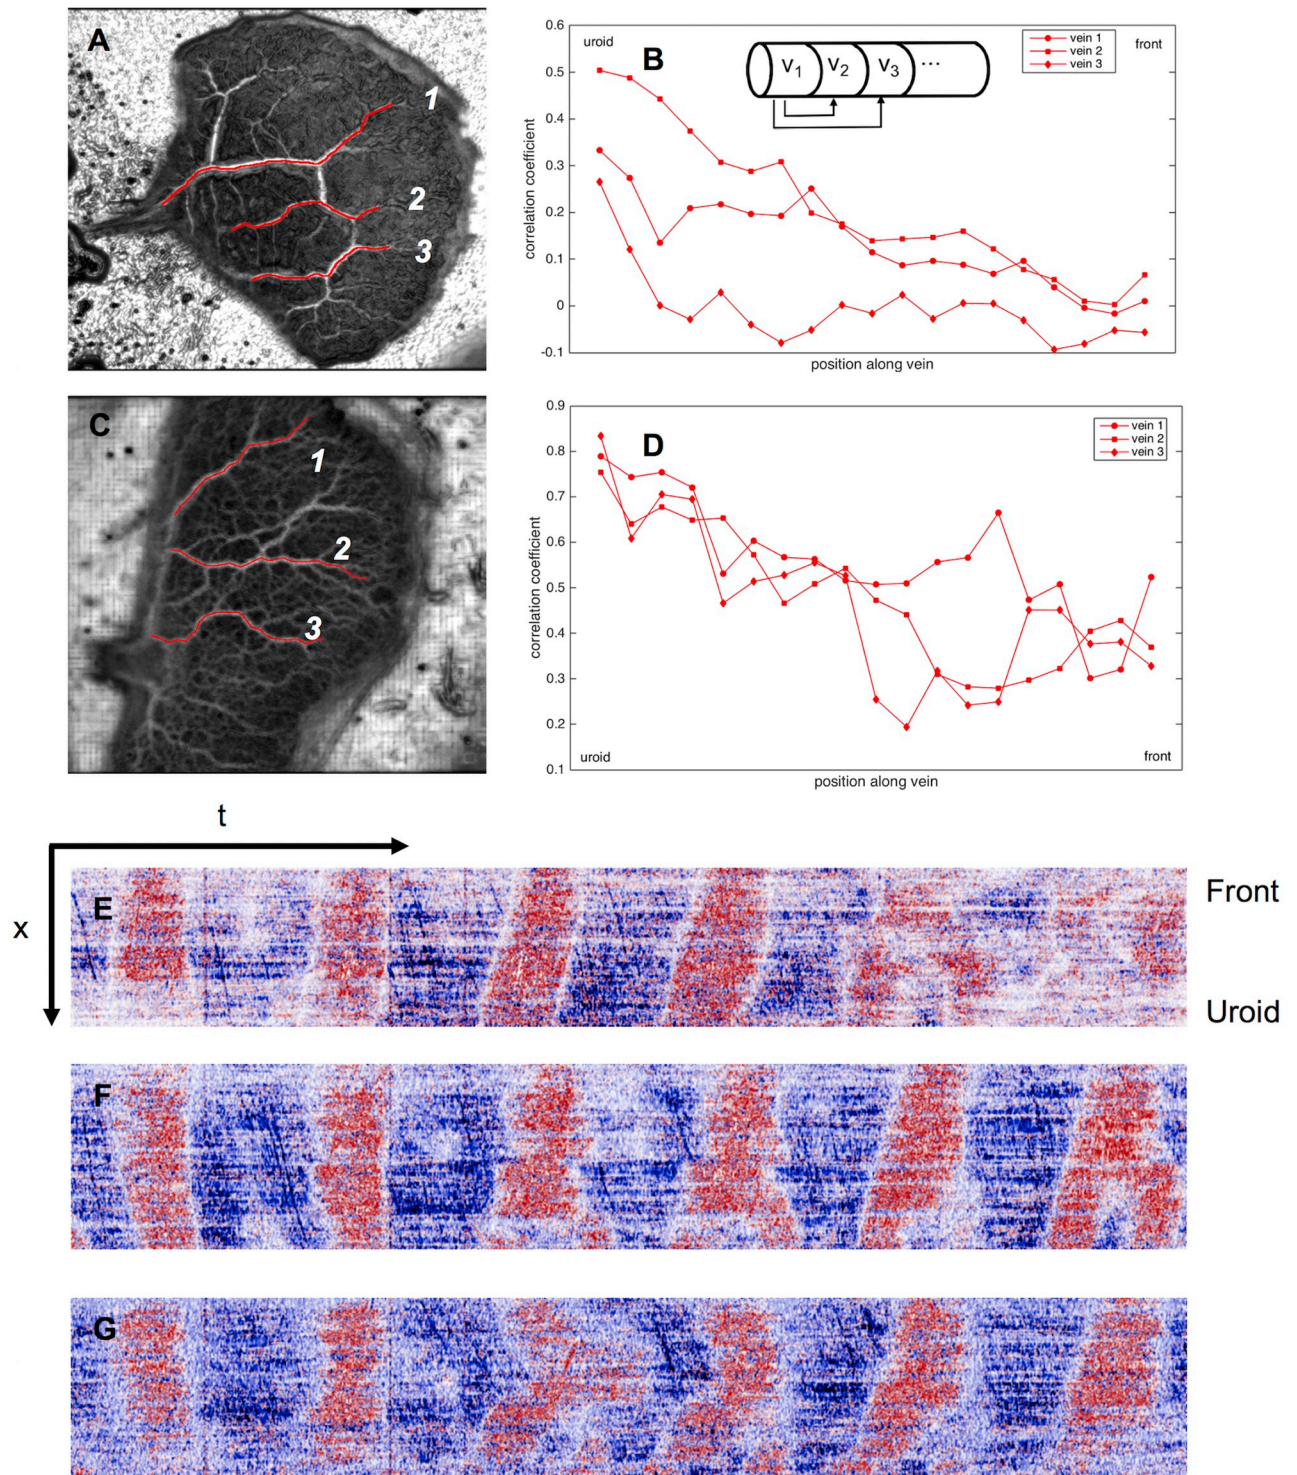 A
1
2
3
B
uroid
front
vein 1
vein 2
vein 3
V1 V2 V3 ...
0.6
0.5
0.4
0.3
0.2
0.1
0
-0.1
correlation coefficient
position along vein
C
1
2
3
D
vein 1
vein 2
vein 3
0.9
0.8
0.7
0.6
0.5
0.4
0.3
0.2
0.1
correlation coefficient
uroid
front
position along vein
t
x
E
Front
Uroid
F
G